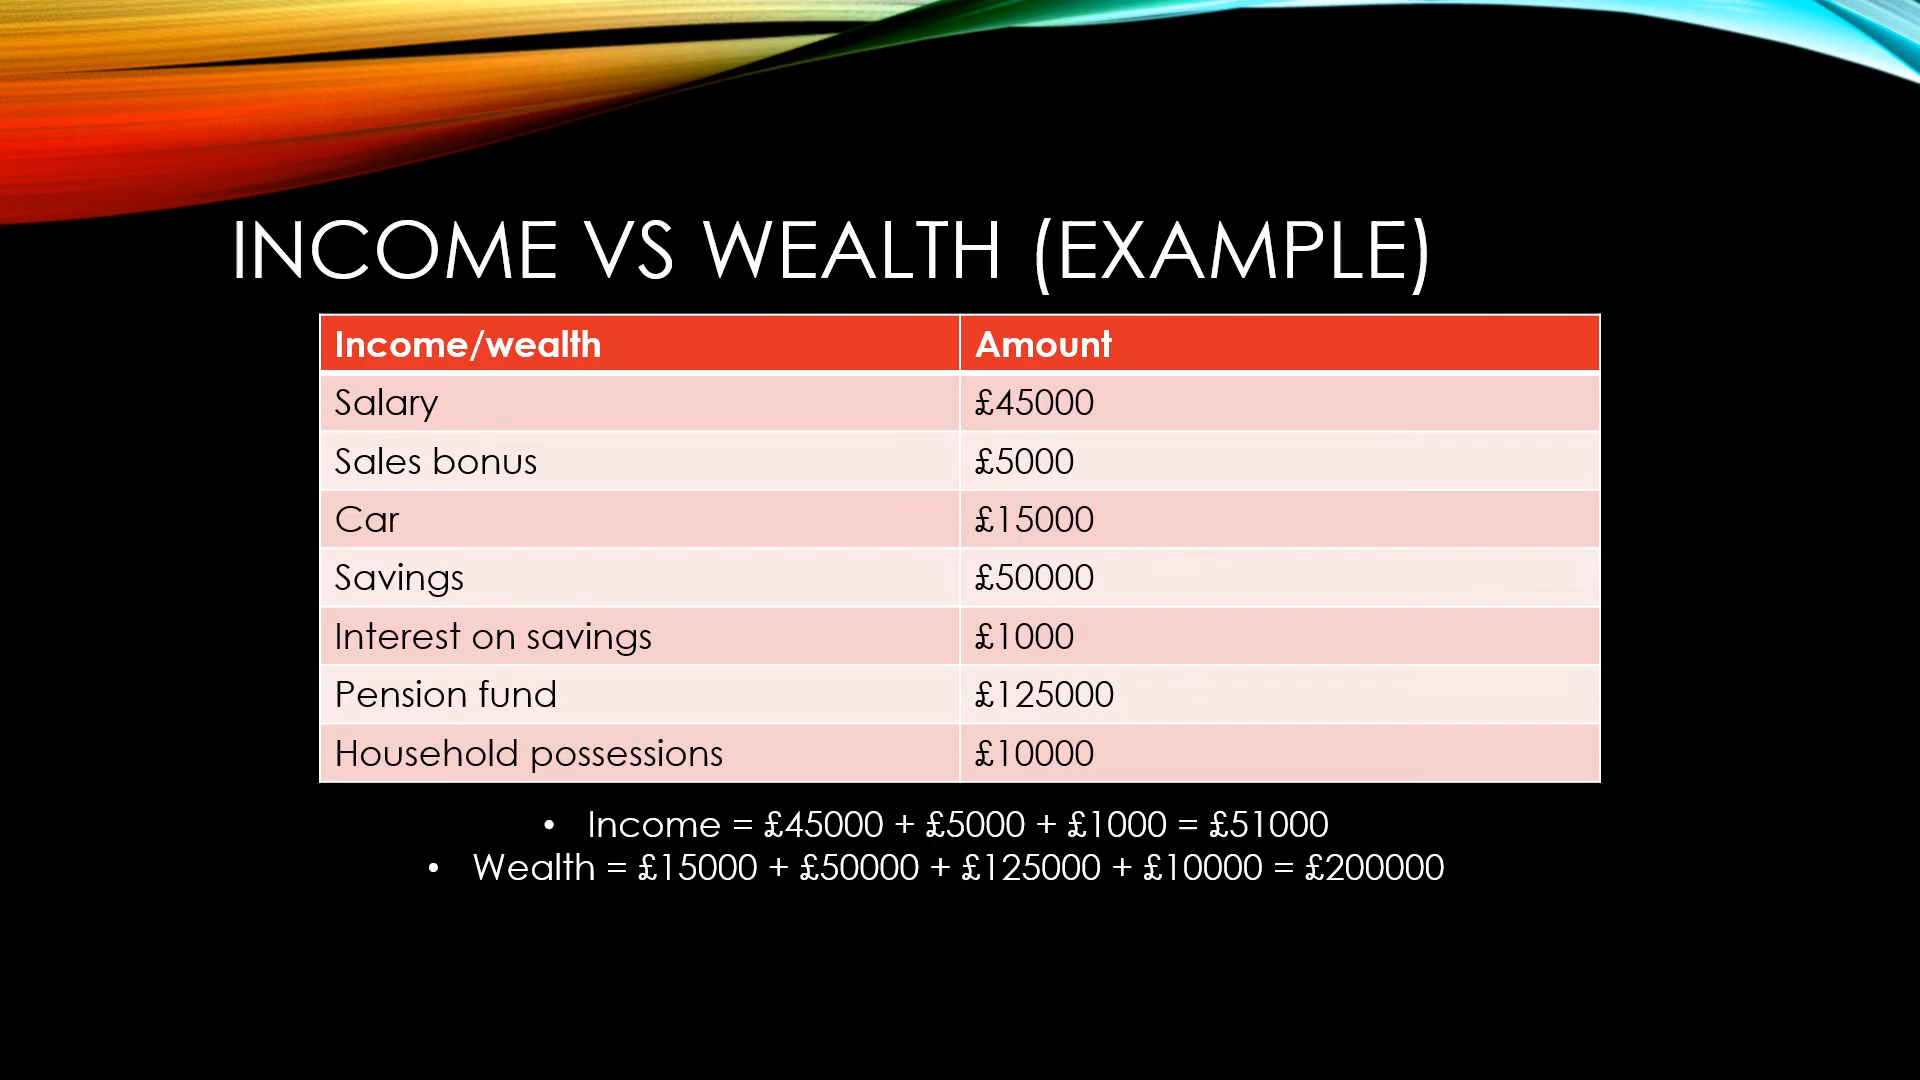 INCOME VS WEALTH (EXAMPLE)
Income/wealth Amount
Salary £45000
Sales bonus £5000
Car £15000
Savings £50000
Interest on savings £1000
Pension fund £125000
Household possessions £10000
• Income = £45000 + £5000 + £1000 = £51000
• Wealth = £15000 + £50000 + £125000 + £10000 = £200000